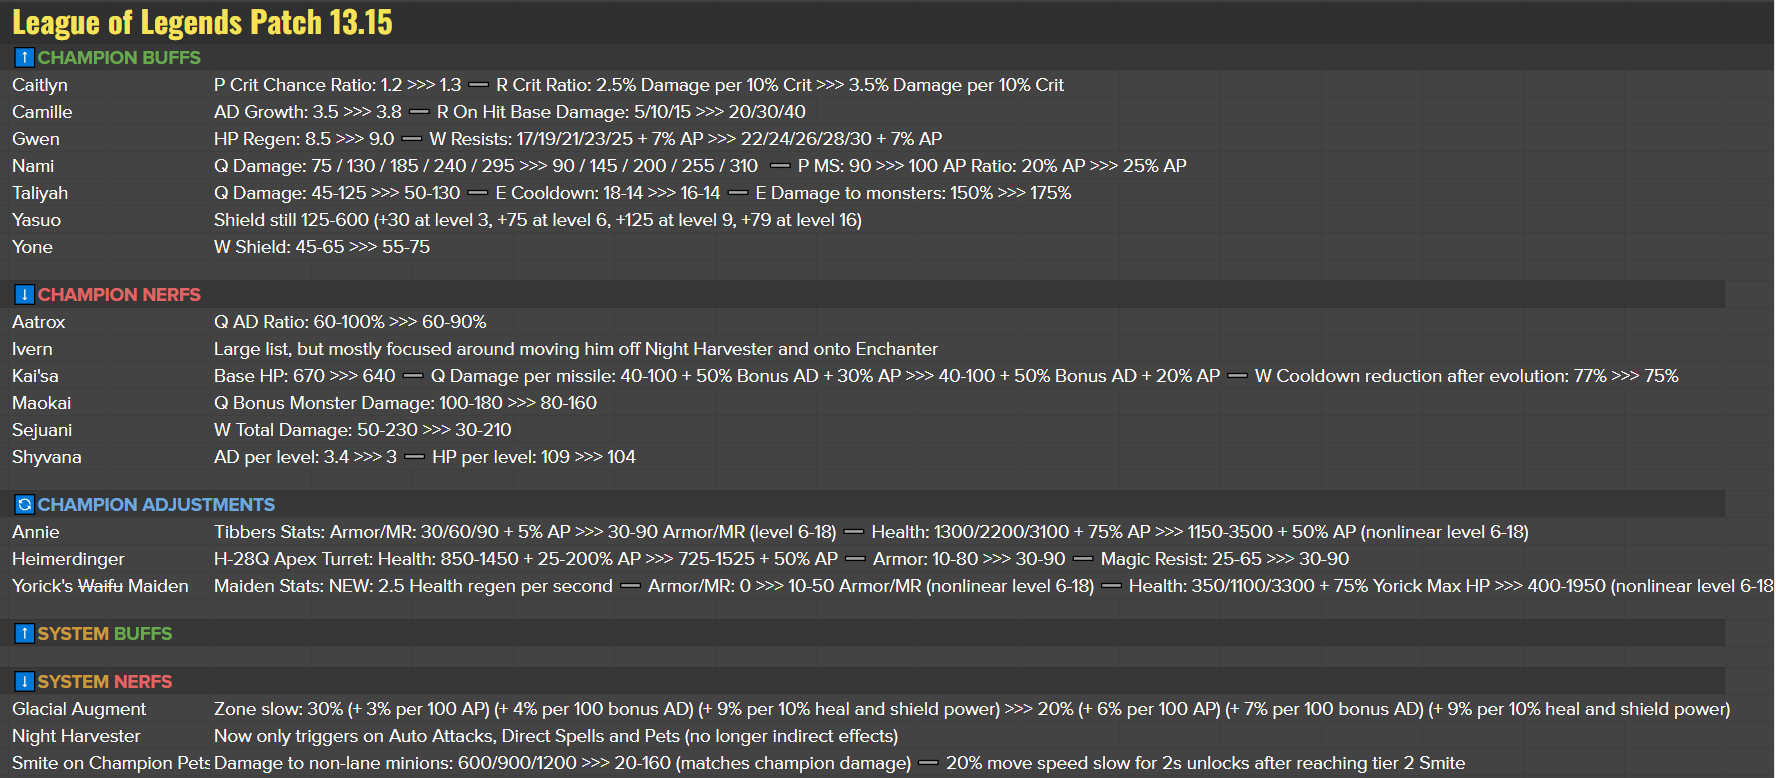 League of Legends Patch 13.15
↑ CHAMPION BUFFS
Caitlyn P Crit Chance Ratio: 1.2 >>> 1.3 ➖ R Crit Ratio: 2.5% Damage per 10% Crit >>> 3.5% Damage per 10% Crit
Camille AD Growth: 3.5 >>> 3.8 ➖ R On Hit Base Damage: 5/10/15 >>> 20/30/40
Gwen HP Regen: 8.5 >>> 9.0 ➖ W Resists: 17/19/21/23/25 + 7% AP >>> 22/24/26/28/30 + 7% AP
Nami Q Damage: 75 / 130 / 185 / 240 / 295 >>> 90 / 145 / 200 / 255 / 310 ➖ P MS: 90 >>> 100 AP Ratio: 20% AP >>> 25% AP
Taliyah Q Damage: 45-125 >>> 50-130 ➖ E Cooldown: 18-14 >>> 16-14 ➖ E Damage to monsters: 150% >>> 175%
Yasuo Shield still 125-600 (+30 at level 3, +75 at level 6, +125 at level 9, +79 at level 16)
Yone W Shield: 45-65 >>> 55-75
↓ CHAMPION NERFS
Aatrox Q AD Ratio: 60-100% >>> 60-90%
Ivern Large list, but mostly focused around moving him off Night Harvester and onto Enchanter
Kai'sa Base HP: 670 >>> 640 ➖ Q Damage per missile: 40-100 + 50% Bonus AD + 30% AP >>> 40-100 + 50% Bonus AD + 20% AP ➖ W Cooldown reduction after evolution: 77% >>> 75%
Maokai Q Bonus Monster Damage: 100-180 >>> 80-160
Sejuani W Total Damage: 50-230 >>> 30-210
Shyvana AD per level: 3.4 >>> 3 ➖ HP per level: 109 >>> 104
CHAMPION ADJUSTMENTS
Annie Tibbers Stats: Armor/MR: 30/60/90 + 5% AP >>> 30-90 Armor/MR (level 6-18) ➖ Health: 1300/2200/3100 + 75% AP >>> 1150-3500 + 50% AP (nonlinear level 6-18)
Heimerdinger H-28Q Apex Turret: Health: 850-1450 + 25-200% AP >>> 725-1525 + 50% AP ➖ Armor: 10-80 >>> 30-90 ➖ Magic Resist: 25-65 >>> 30-90
Yorick's Waifu Maiden Maiden Stats: NEW: 2.5 Health regen per second ➖ Armor/MR: 0 >>> 10-50 Armor/MR (nonlinear level 6-18) ➖ Health: 350/1100/3300 + 75% Yorick Max HP >>> 400-1950 (nonlinear level 6-18
↑ SYSTEM BUFFS
↓ SYSTEM NERFS
Glacial Augment Zone slow: 30% (+ 3% per 100 AP) (+ 4% per 100 bonus AD) (+ 9% per 10% heal and shield power) >>> 20% (+ 6% per 100 AP) (+ 7% per 100 bonus AD) (+ 9% per 10% heal and shield power)
Night Harvester Now only triggers on Auto Attacks, Direct Spells and Pets (no longer indirect effects)
Smite on Champion Pets Damage to non-lane minions: 600/900/1200 >>> 20-160 (matches champion damage) ➖ 20% move speed slow for 2s unlocks after reaching tier 2 Smite